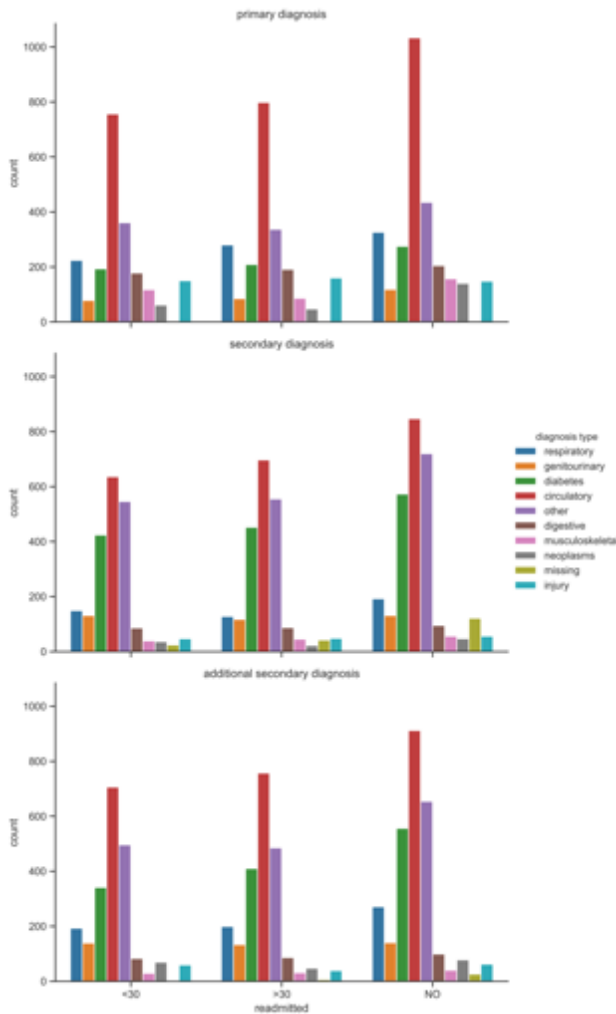 primary diagnosis
1000
800
600
400
200
0
count
secondary diagnosis
1000
800
600
400
200
0
count
diagnosis type
respiratory
genitourinary
diabetes
circulatory
other
digestive
musculoskeleta
neoplasms
missing
injury
additional secondary diagnosis
1000
800
600
400
200
0
count
<30 >30 NO
readmitted